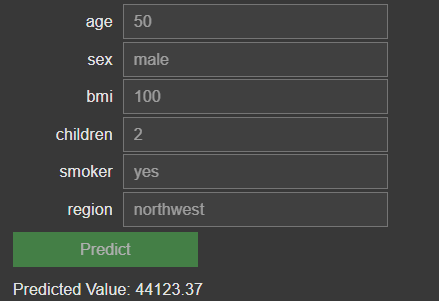 age 50
sex male
bmi 100
children 2
smoker yes
region northwest
Predict
Predicted Value: 44123.37